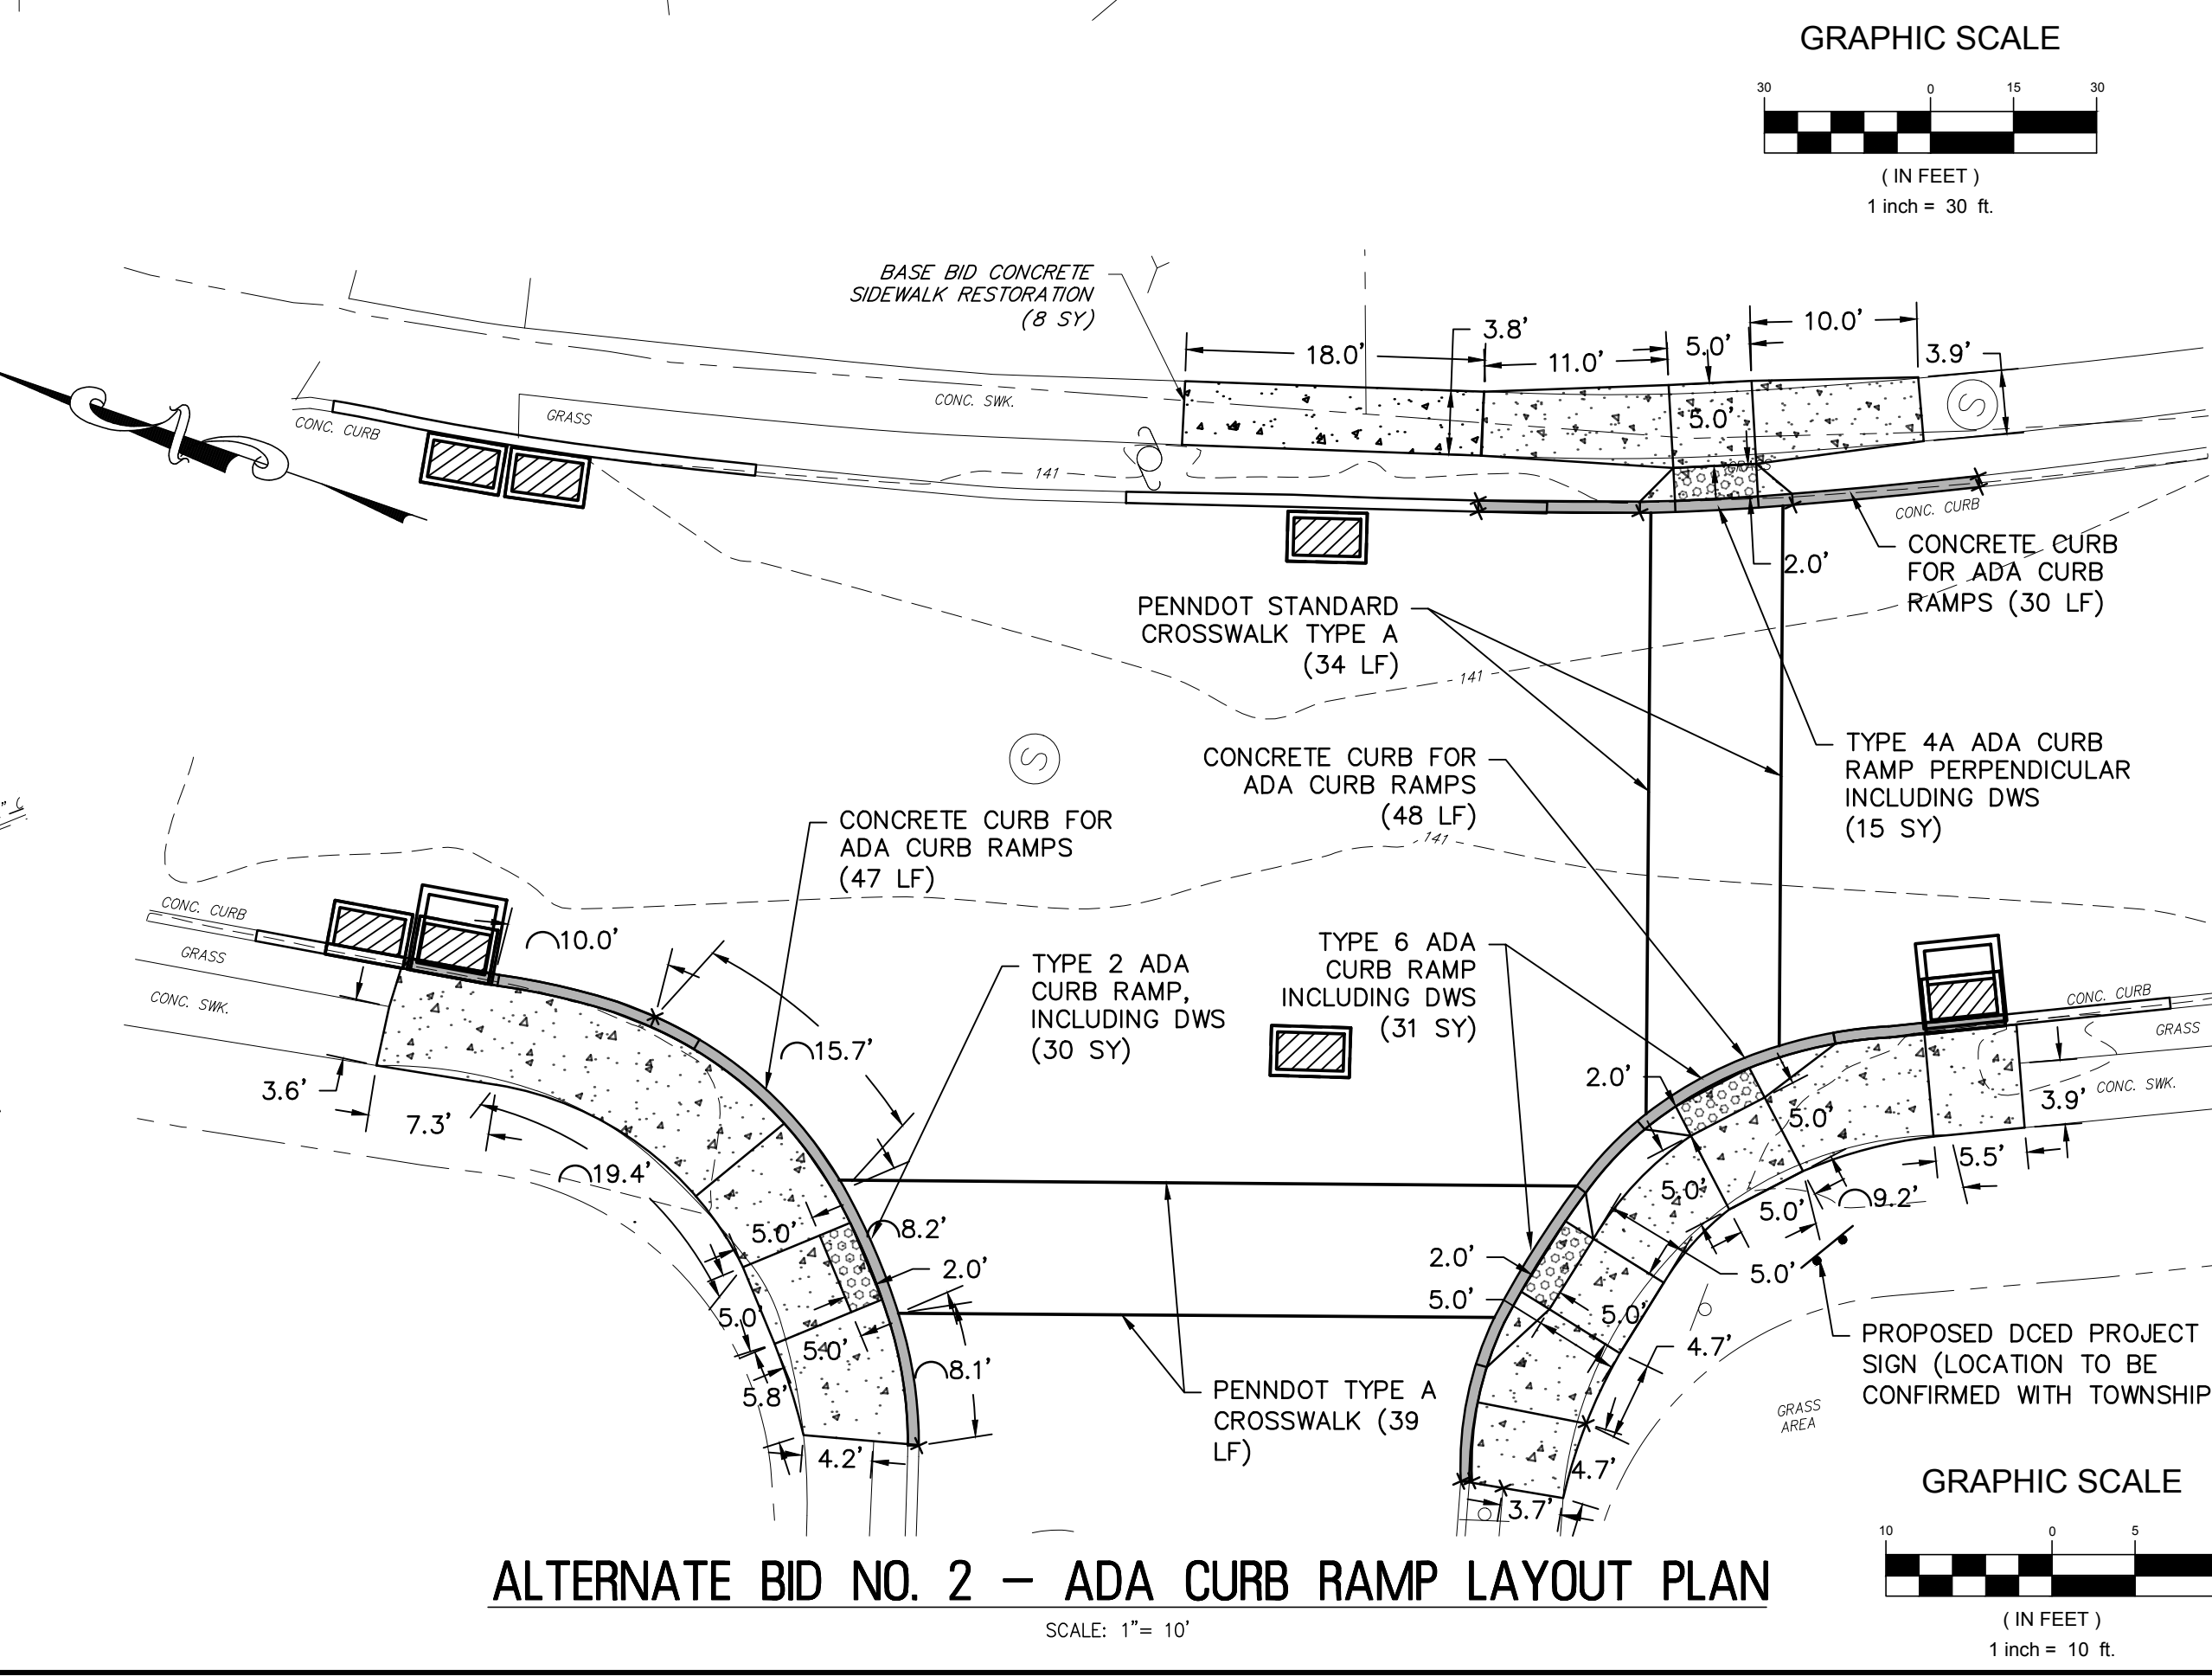 GRAPHIC SCALE
30 0 15 30
( IN FEET )
1 inch = 30 ft.
BASE BID CONCRETE
SIDEWALK RESTORATION
(8 SY)
18.0'
3.8'
11.0'
5.0'
10.0'
3.9'
5.0'
CONC. SWK.
GRASS
CONC. CURB
141
GRASS
S
CONC. CURB
2.0'
CONCRETE CURB
FOR ADA CURB
RAMPS (30 LF)
PENNDOT STANDARD
CROSSWALK TYPE A
(34 LF)
141
TYPE 4A ADA CURB
RAMP PERPENDICULAR
INCLUDING DWS
(15 SY)
CONCRETE CURB FOR
ADA CURB RAMPS
(48 LF)
141
S
CONCRETE CURB FOR
ADA CURB RAMPS
(47 LF)
CONC. CURB
GRASS
CONC. SWK.
10.0'
15.7'
3.6'
7.3'
19.4'
TYPE 2 ADA
CURB RAMP,
INCLUDING DWS
(30 SY)
TYPE 6 ADA
CURB RAMP
INCLUDING DWS
(31 SY)
2.0'
5.0'
CONC. CURB
GRASS
CONC. SWK.
3.9'
5.5'
9.2'
5.0'
5.0'
5.0'
5.0'
8.2'
2.0'
5.0'
5.0'
5.8'
8.1'
4.2'
2.0'
5.0'
5.0'
4.7'
4.7'
3.7'
PENNDOT TYPE A
CROSSWALK (39
LF)
PROPOSED DCED PROJECT
SIGN (LOCATION TO BE
CONFIRMED WITH TOWNSHIP
GRASS
AREA
GRAPHIC SCALE
10 0 5
( IN FEET )
1 inch = 10 ft.
ALTERNATE BID NO. 2 – ADA CURB RAMP LAYOUT PLAN
SCALE: 1"= 10'